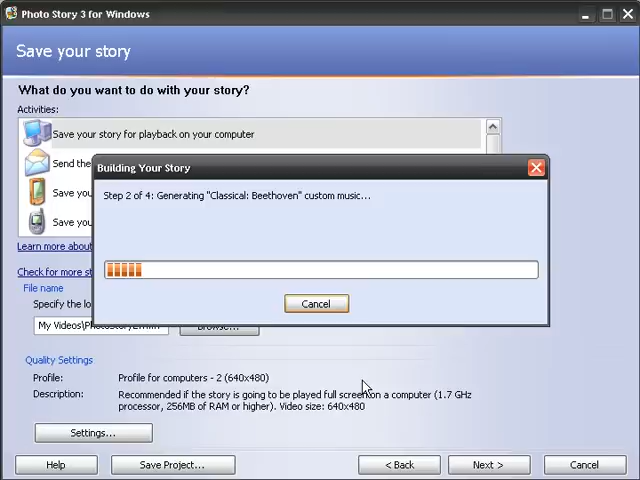 Photo Story 3 for Windows
Save your story
What do you want to do with your story?
Activities:
Save your story for playback on your computer
Send the
Building Your Story
Step 2 of 4: Generating "Classical: Beethoven" custom music...
Save you
Save you
Learn more about
Check for more st
Cancel
File name
Specify the lo
My Videos\PhotoStory2.wmv
Browse...
Quality Settings
Profile: Profile for computers - 2 (640x480)
Description: Recommended if the story is going to be played full screen on a computer (1.7 GHz
processor, 256MB of RAM or higher). Video size: 640x480
Settings...
Help
Save Project...
< Back
Next >
Cancel